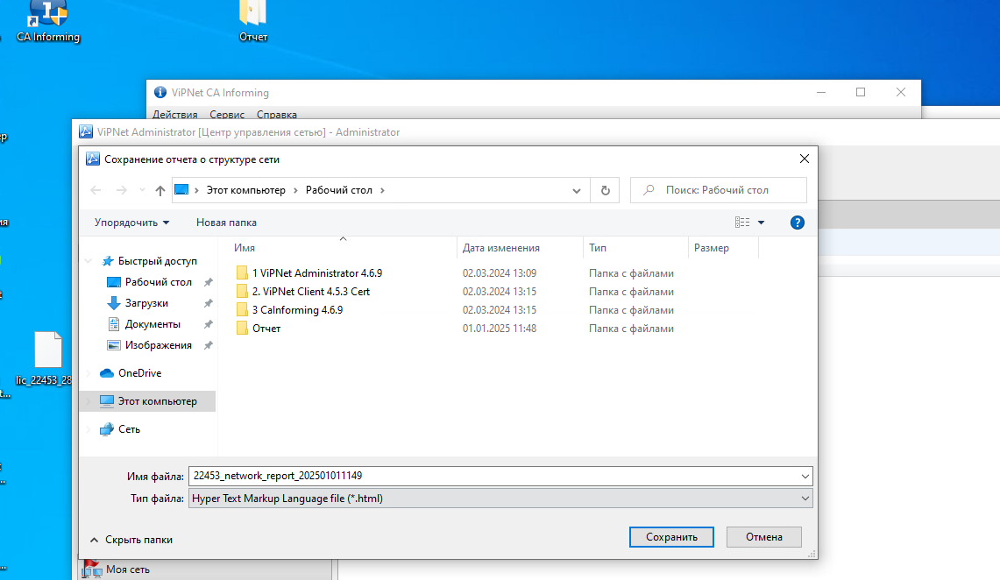 CA Informing
Отчет
ViPNet CA Informing
Действия Сервис Справка
ViPNet Administrator [Центр управления сетью] - Administrator
Сохранение отчета о структуре сети
Этот компьютер › Рабочий стол ›
Поиск: Рабочий стол
Упорядочить Новая папка
Имя Дата изменения Тип Размер
Быстрый доступ
Рабочий стол
Загрузки
Документы
Изображения
OneDrive
Этот компьютер
Сеть
1 ViPNet Administrator 4.6.9 02.03.2024 13:09 Папка с файлами
2. ViPNet Client 4.5.3 Cert 02.03.2024 13:15 Папка с файлами
3 CaInforming 4.6.9 02.03.2024 13:15 Папка с файлами
Отчет 01.01.2025 11:48 Папка с файлами
lic_22453_28
Имя файла: 22453_network_report_202501011149
Тип файла: Hyper Text Markup Language file (*.html)
Скрыть папки
Сохранить Отмена
Моя сеть